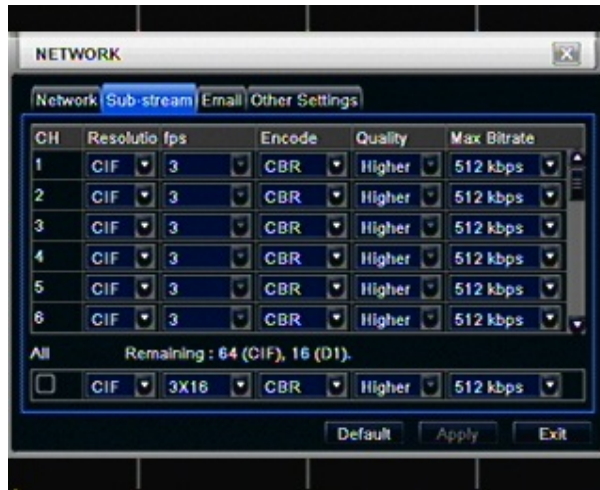 NETWORK
Network Sub-stream Email Other Settings
CH Resolutio fps Encode Quality Max Bitrate
1 CIF 3 CBR Higher 512 kbps
2 CIF 3 CBR Higher 512 kbps
3 CIF 3 CBR Higher 512 kbps
4 CIF 3 CBR Higher 512 kbps
5 CIF 3 CBR Higher 512 kbps
6 CIF 3 CBR Higher 512 kbps
All Remaining : 64 (CIF), 16 (D1).
CIF 3X16 CBR Higher 512 kbps
Default Apply Exit